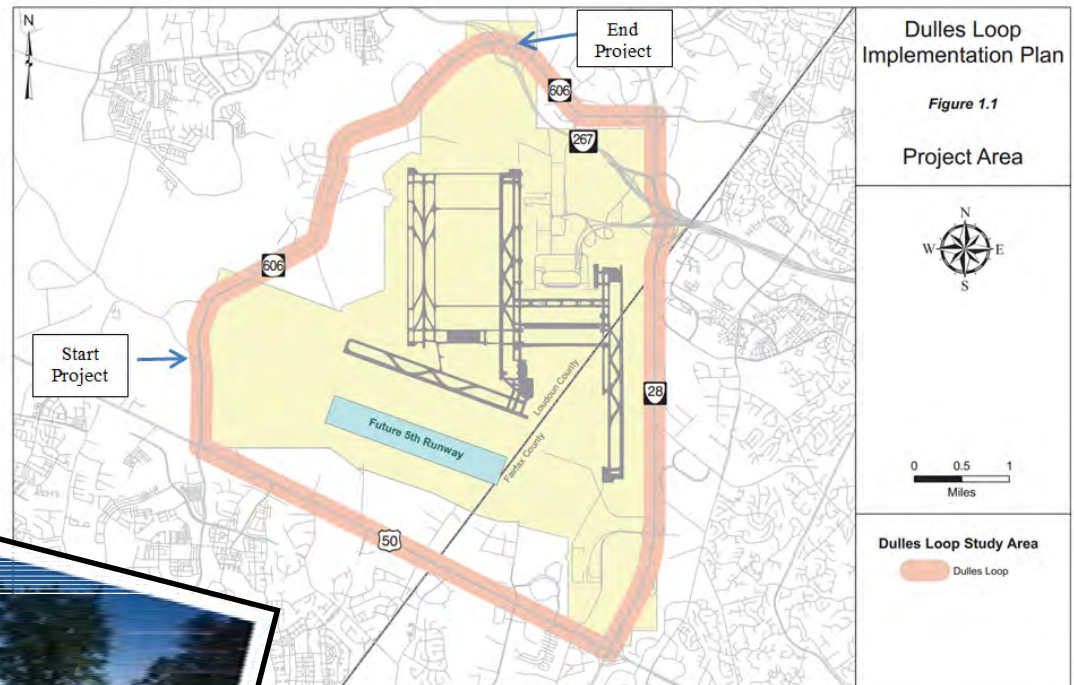 N
End
Project
606
267
606
Start
Project
Loudoun County
Fairfax County
Future 5th Runway
28
50
Dulles Loop
Implementation Plan
Figure 1.1
Project Area
N
W
E
S
0 0.5 1
Miles
Dulles Loop Study Area
Dulles Loop